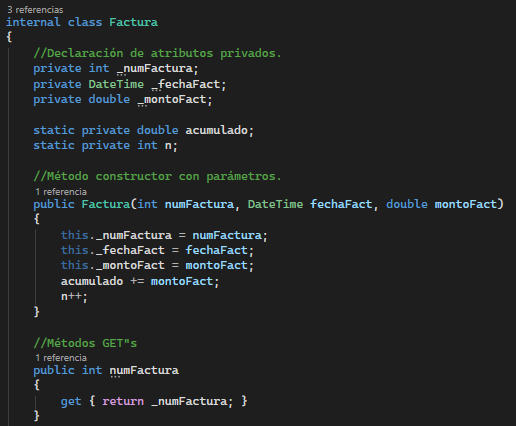 3 referencias
internal class Factura
{
//Declaración de atributos privados.
private int _numFactura;
private DateTime _fechaFact;
private double _montoFact;
static private double acumulado;
static private int n;
//Método constructor con parámetros.
1 referencia
public Factura(int numFactura, DateTime fechaFact, double montoFact)
{
this._numFactura = numFactura;
this._fechaFact = fechaFact;
this._montoFact = montoFact;
acumulado += montoFact;
n++;
}
//Métodos GET"s
1 referencia
public int numFactura
{
get { return _numFactura; }
}